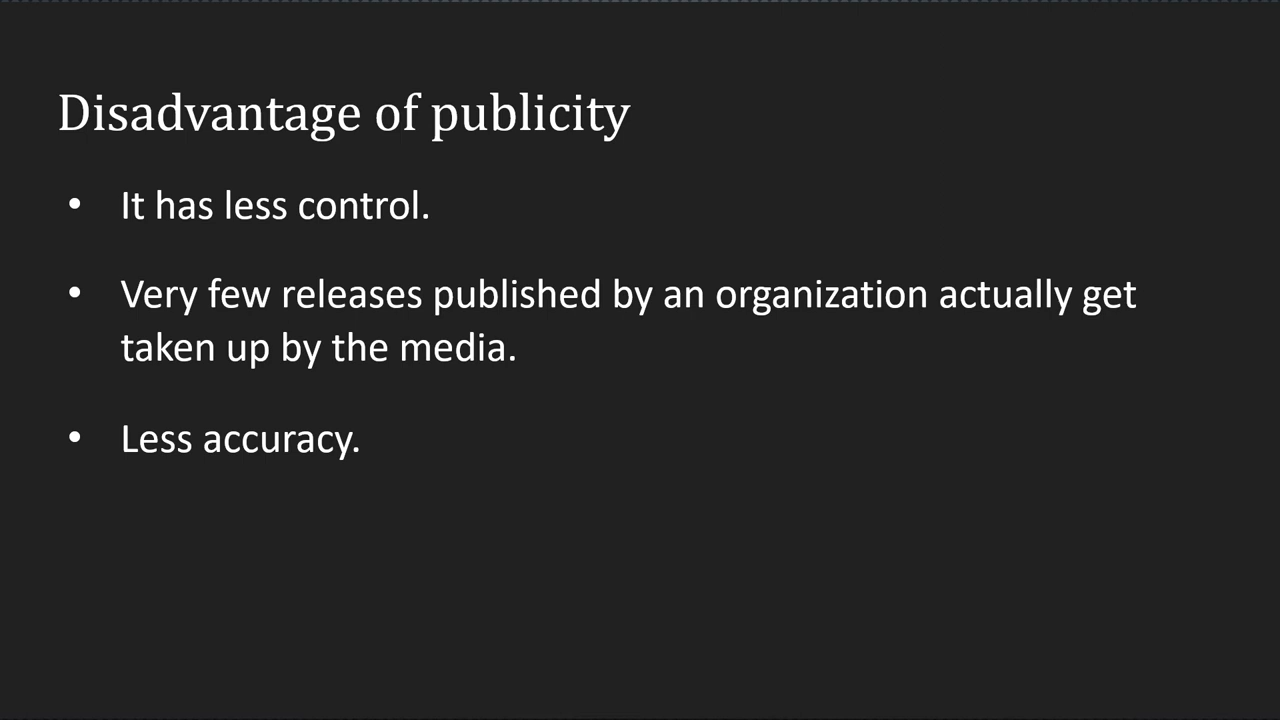 Disadvantage of publicity
• It has less control.
• Very few releases published by an organization actually get
taken up by the media.
• Less accuracy.